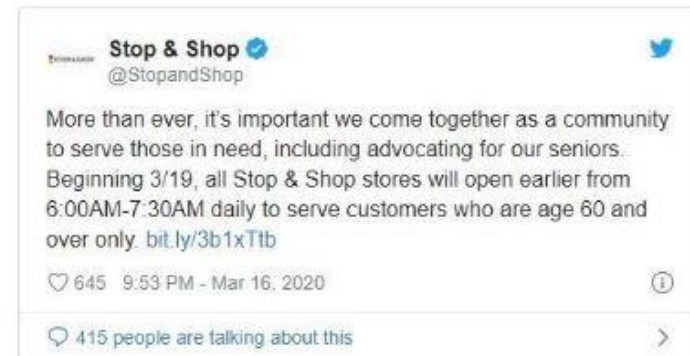 Stop & Shop
@StopandShop
More than ever, it's important we come together as a community
to serve those in need, including advocating for our seniors.
Beginning 3/19, all Stop & Shop stores will open earlier from
6:00AM-7:30AM daily to serve customers who are age 60 and
over only. bit.ly/3b1xTtb
645 9:53 PM - Mar 16, 2020
415 people are talking about this